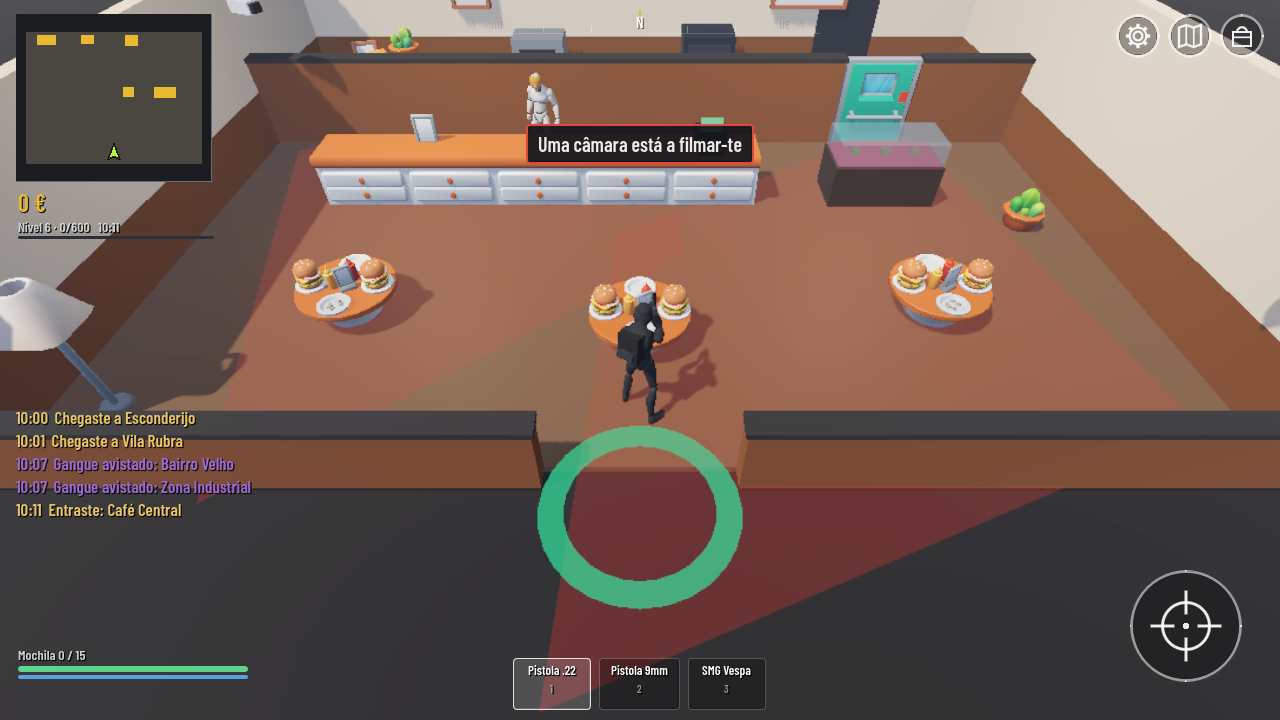 N
Uma câmara está a filmar-te
0 €
Nível 6 · 0/600 10:11
10:00 Chegaste a Esconderijo
10:01 Chegaste a Vila Rubra
10:07 Gangue avistado: Bairro Velho
10:07 Gangue avistado: Zona Industrial
10:11 Entraste: Café Central
Mochila 0 / 15
Pistola .22
1
Pistola 9mm
2
SMG Vespa
3